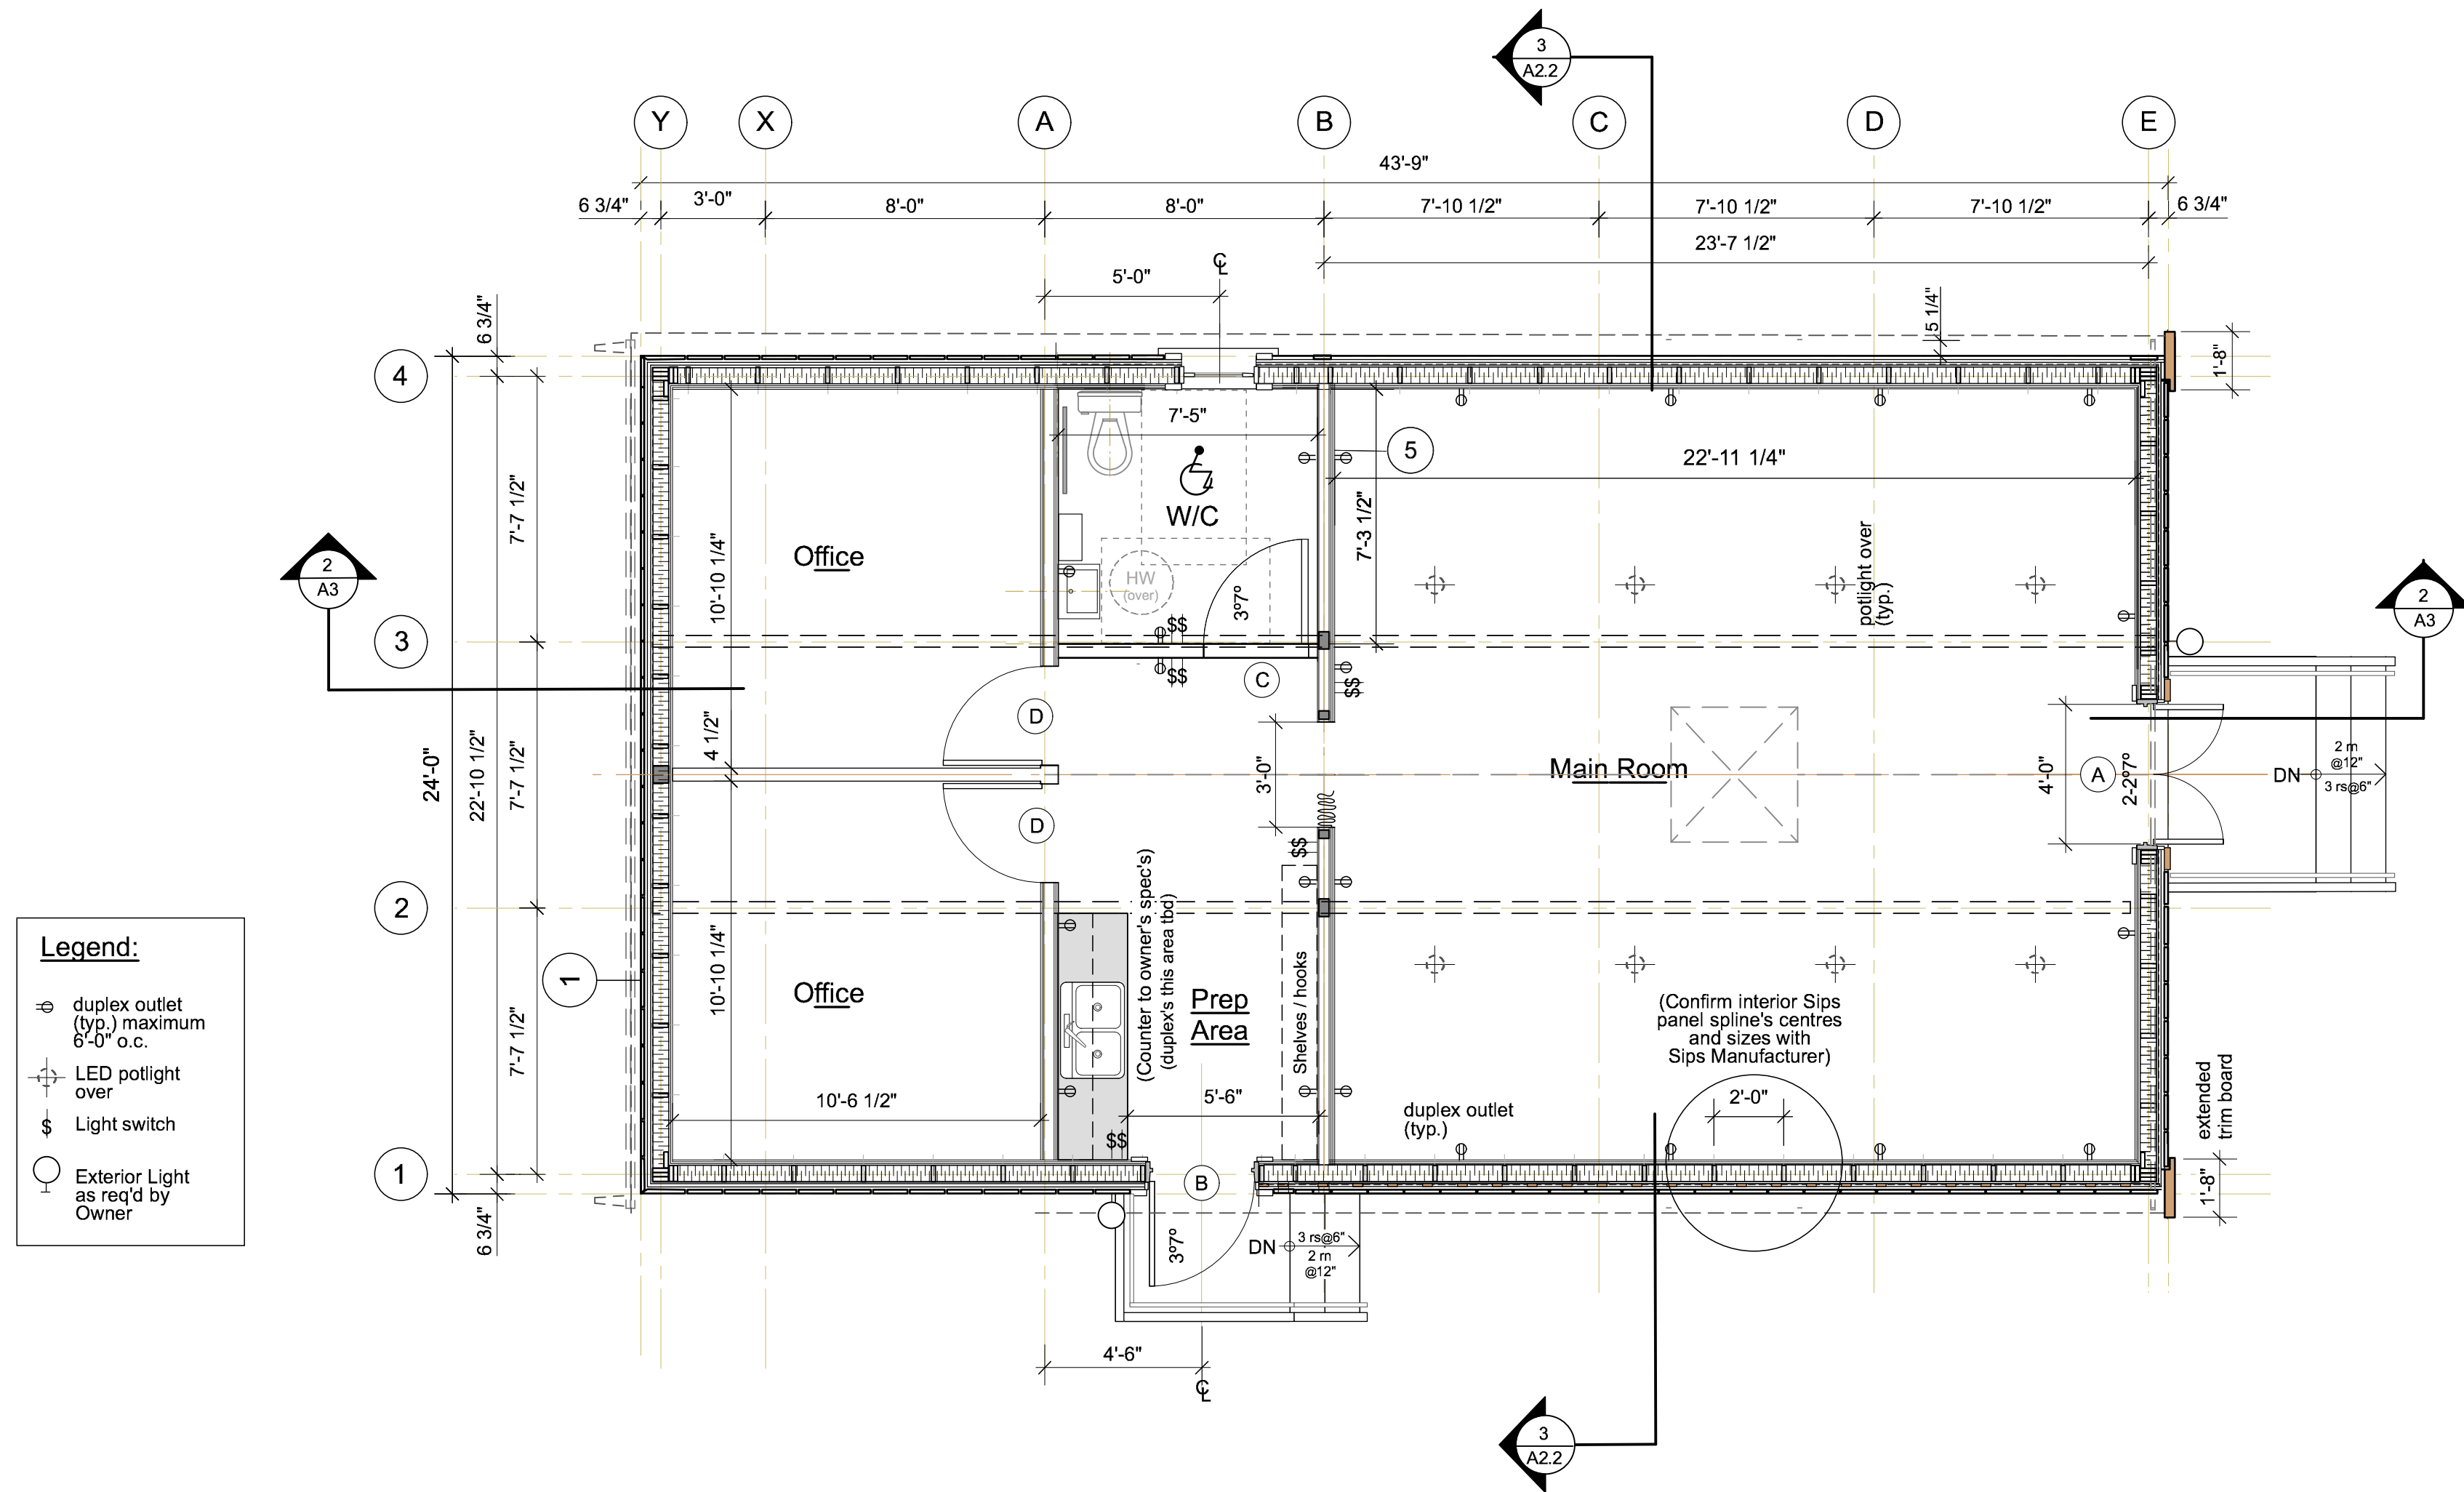 3
A2.2
Y
X
A
B
C
D
E
43'-9"
6 3/4"
3'-0"
8'-0"
8'-0"
7'-10 1/2"
7'-10 1/2"
7'-10 1/2"
6 3/4"
23'-7 1/2"
5'-0"
℄
6 3/4"
5 1/4"
1'-8"
4
7'-5"
5
22'-11 1/4"
W/C
7'-7 1/2"
7'-3 1/2"
Office
10'-10 1/4"
potlight over
(typ.)
2
A3
HW
(over)
3º7º
2
A3
3
$$
$$
C
$$
D
4 1/2"
24'-0"
22'-10 1/2"
7'-7 1/2"
3'-0"
Main Room
4'-0"
A
2-2º7º
DN
2 rn
@12"
3 rs@6"
D
$$
2
(Counter to owner's spec's)
(duplex's this area tbd)
Legend:
duplex outlet
(typ.) maximum
6'-0" o.c.
LED potlight
over
$
Light switch
Exterior Light
as req'd by
Owner
1
10'-10 1/4"
Office
Prep
Area
Shelves / hooks
(Confirm interior Sips
panel spline's centres
and sizes with
Sips Manufacturer)
7'-7 1/2"
10'-6 1/2"
5'-6"
duplex outlet
(typ.)
2'-0"
extended
trim board
$$
1
B
1'-8"
6 3/4"
3º7º
DN
3 rs@6"
2 rn
@12"
4'-6"
℄
3
A2.2